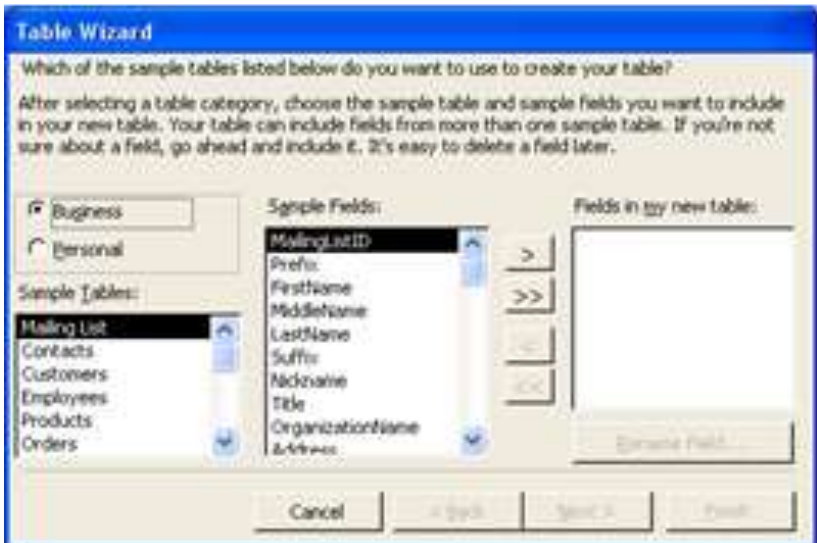 Table Wizard
Which of the sample tables listed below do you want to use to create your table?
After selecting a table category, choose the sample table and sample fields you want to include
in your new table. Your table can include fields from more than one sample table. If you're not
sure about a field, go ahead and include it. It's easy to delete a field later.
Business
Personal
Sample Tables:
Mailing List
Contacts
Customers
Employees
Products
Orders
Sample Fields:
MailingListID
Prefix
FirstName
MiddleName
LastName
Suffix
Nickname
Title
OrganizationName
Address
>
>>
<
<<
Fields in my new table:
Rename Field...
Cancel
< Back
Next >
Finish